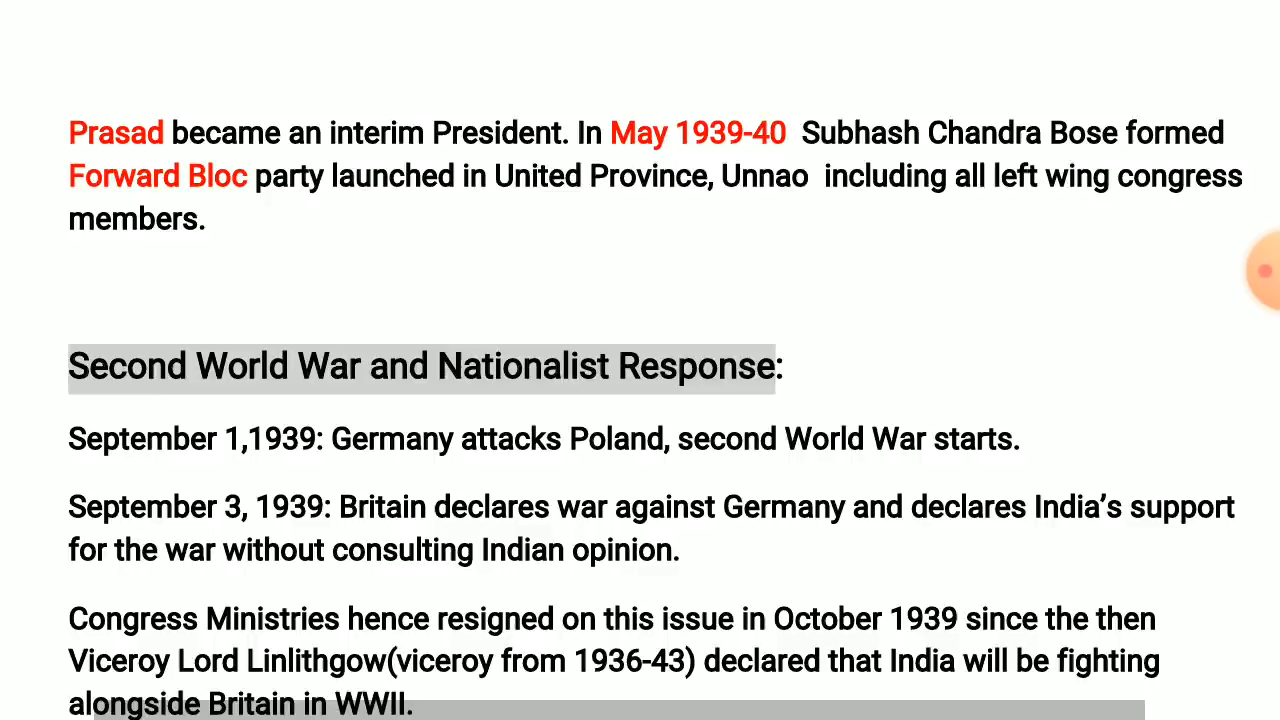 Prasad became an interim President. In May 1939-40 Subhash Chandra Bose formed
Forward Bloc party launched in United Province, Unnao including all left wing congress
members.
Second World War and Nationalist Response:
September 1,1939: Germany attacks Poland, second World War starts.
September 3, 1939: Britain declares war against Germany and declares India’s support
for the war without consulting Indian opinion.
Congress Ministries hence resigned on this issue in October 1939 since the then
Viceroy Lord Linlithgow(viceroy from 1936-43) declared that India will be fighting
alongside Britain in WWII.